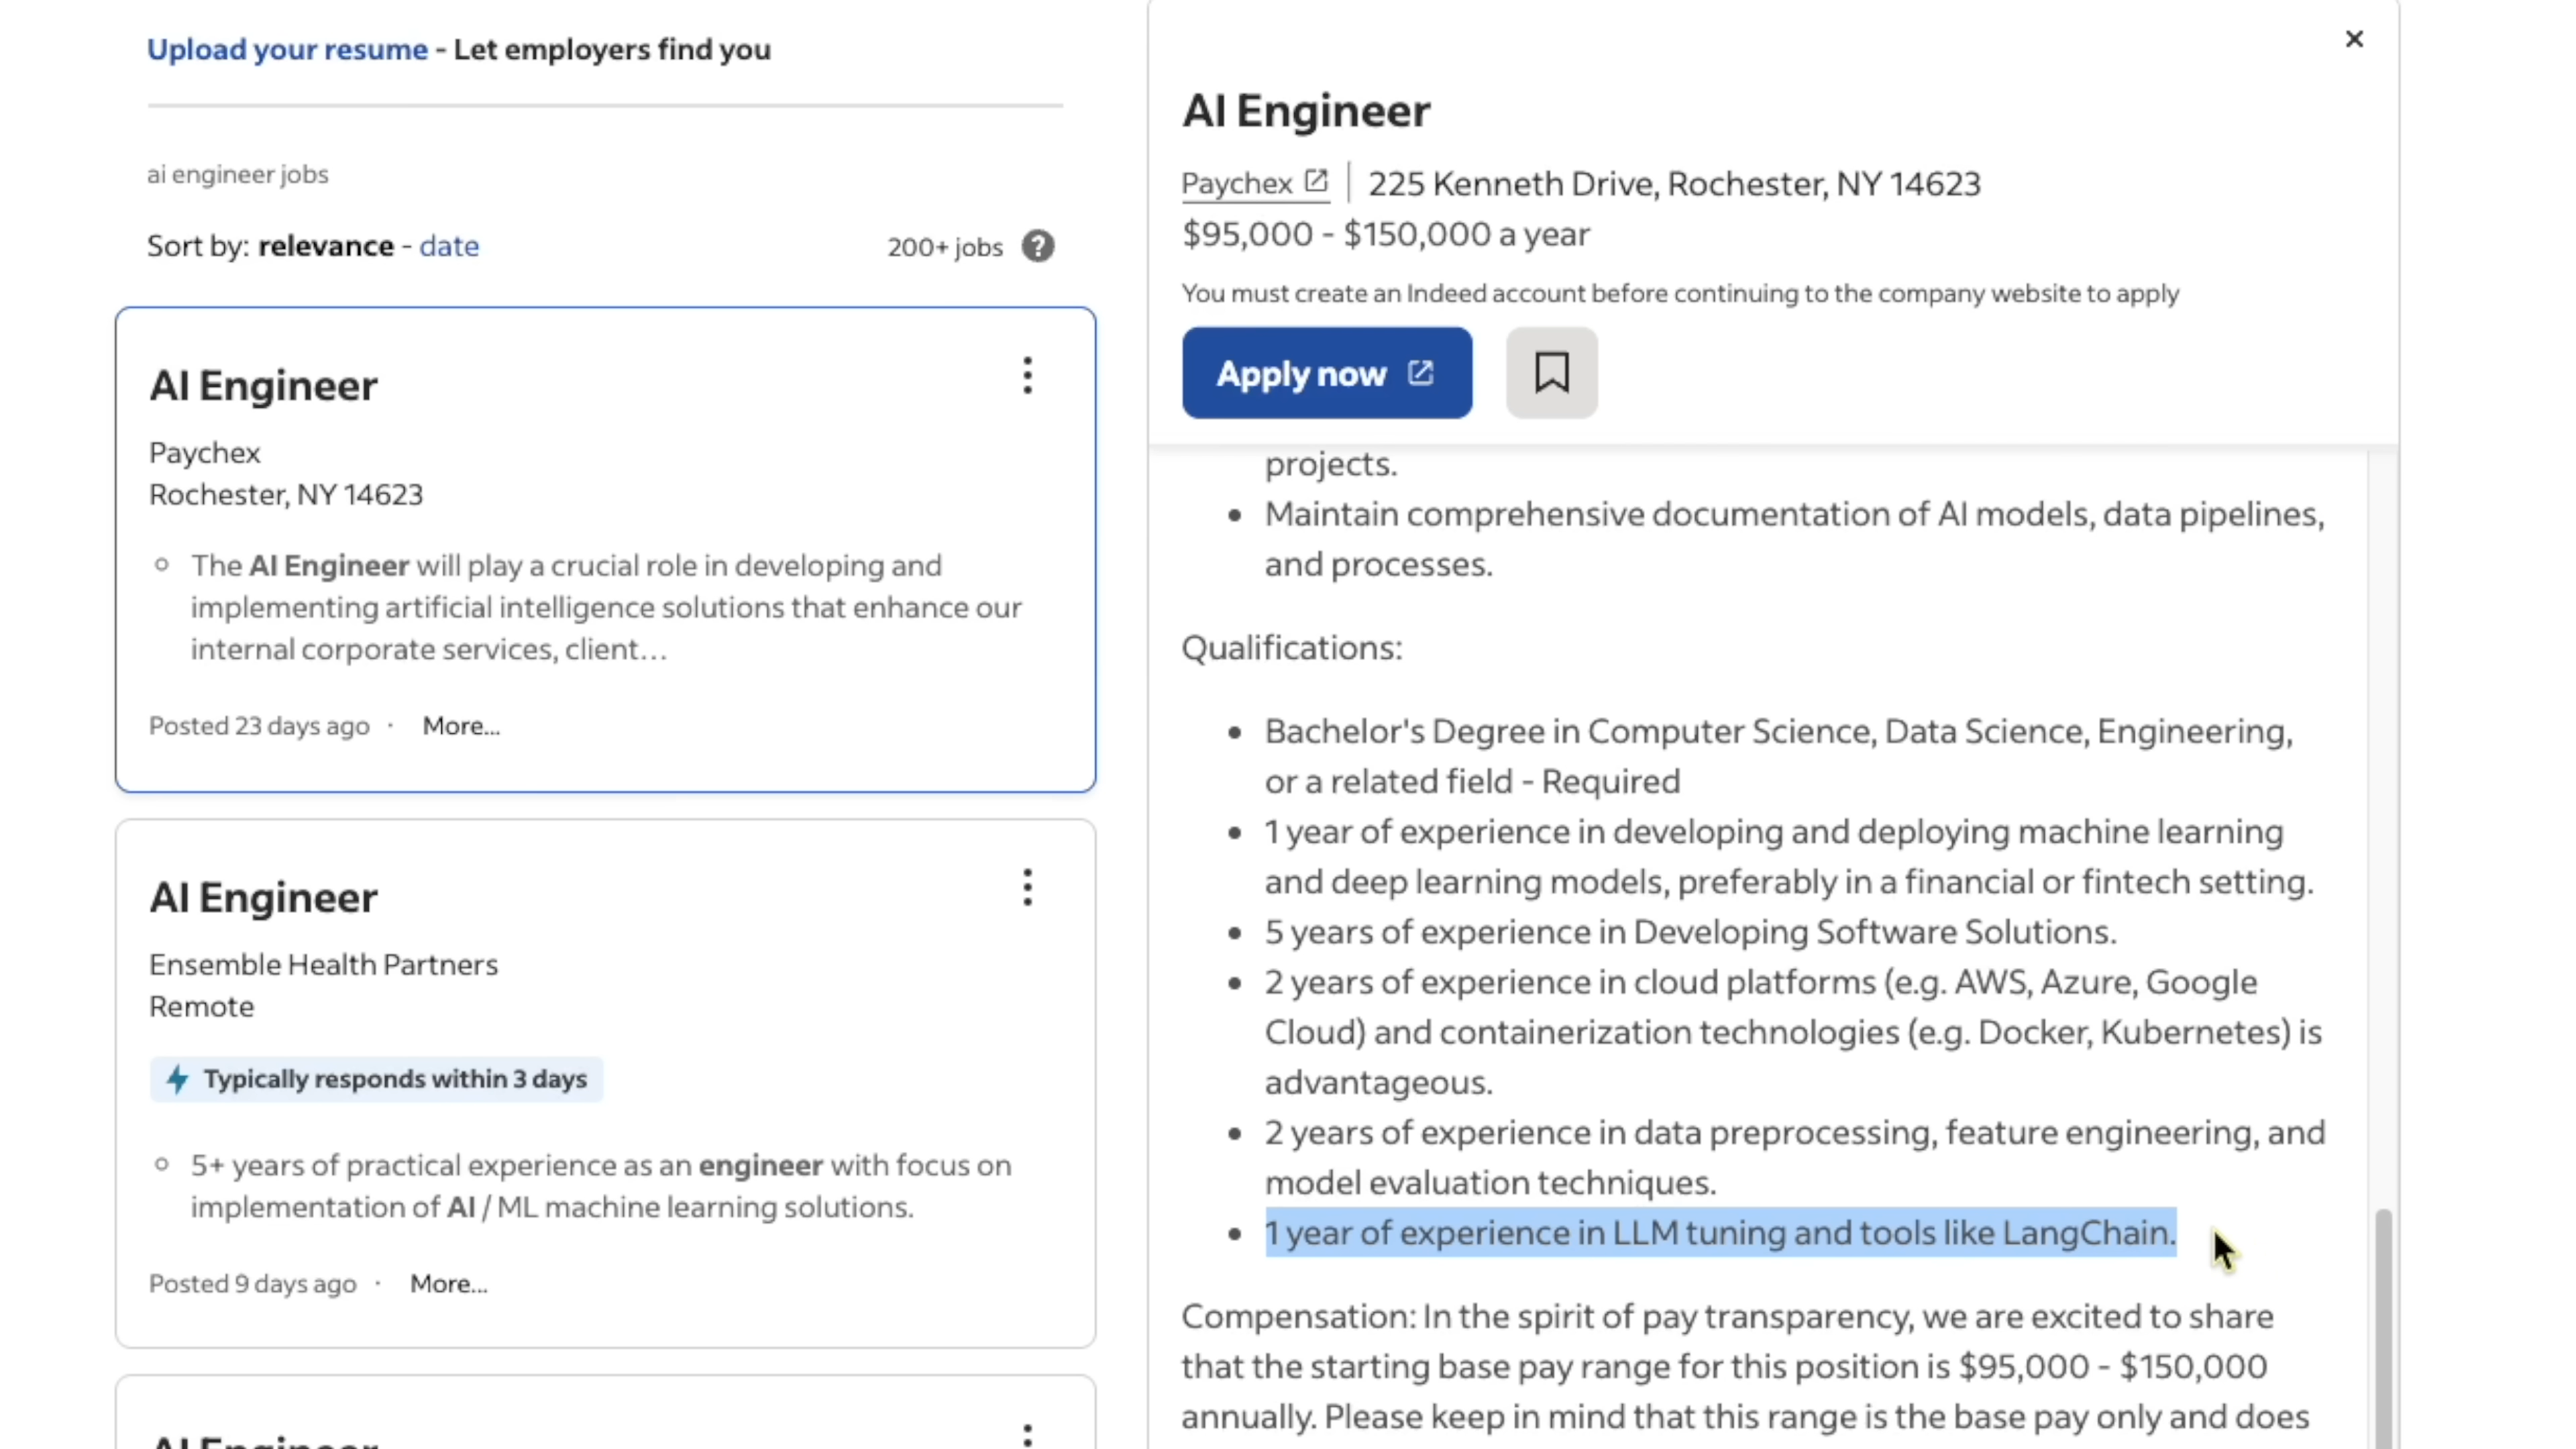 Upload your resume - Let employers find you
ai engineer jobs
Sort by: relevance - date
200+ jobs ?
AI Engineer
Paychex
Rochester, NY 14623
The AI Engineer will play a crucial role in developing and
implementing artificial intelligence solutions that enhance our
internal corporate services, client...
Posted 23 days ago · More...
AI Engineer
Ensemble Health Partners
Remote
Typically responds within 3 days
5+ years of practical experience as an engineer with focus on
implementation of AI / ML machine learning solutions.
Posted 9 days ago · More...
AI Engineer
AI Engineer
Paychex | 225 Kenneth Drive, Rochester, NY 14623
$95,000 - $150,000 a year
You must create an Indeed account before continuing to the company website to apply
Apply now
projects.
• Maintain comprehensive documentation of AI models, data pipelines,
and processes.
Qualifications:
• Bachelor's Degree in Computer Science, Data Science, Engineering,
or a related field - Required
• 1 year of experience in developing and deploying machine learning
and deep learning models, preferably in a financial or fintech setting.
• 5 years of experience in Developing Software Solutions.
• 2 years of experience in cloud platforms (e.g. AWS, Azure, Google
Cloud) and containerization technologies (e.g. Docker, Kubernetes) is
advantageous.
• 2 years of experience in data preprocessing, feature engineering, and
model evaluation techniques.
• 1 year of experience in LLM tuning and tools like LangChain.
Compensation: In the spirit of pay transparency, we are excited to share
that the starting base pay range for this position is $95,000 - $150,000
annually. Please keep in mind that this range is the base pay only and does